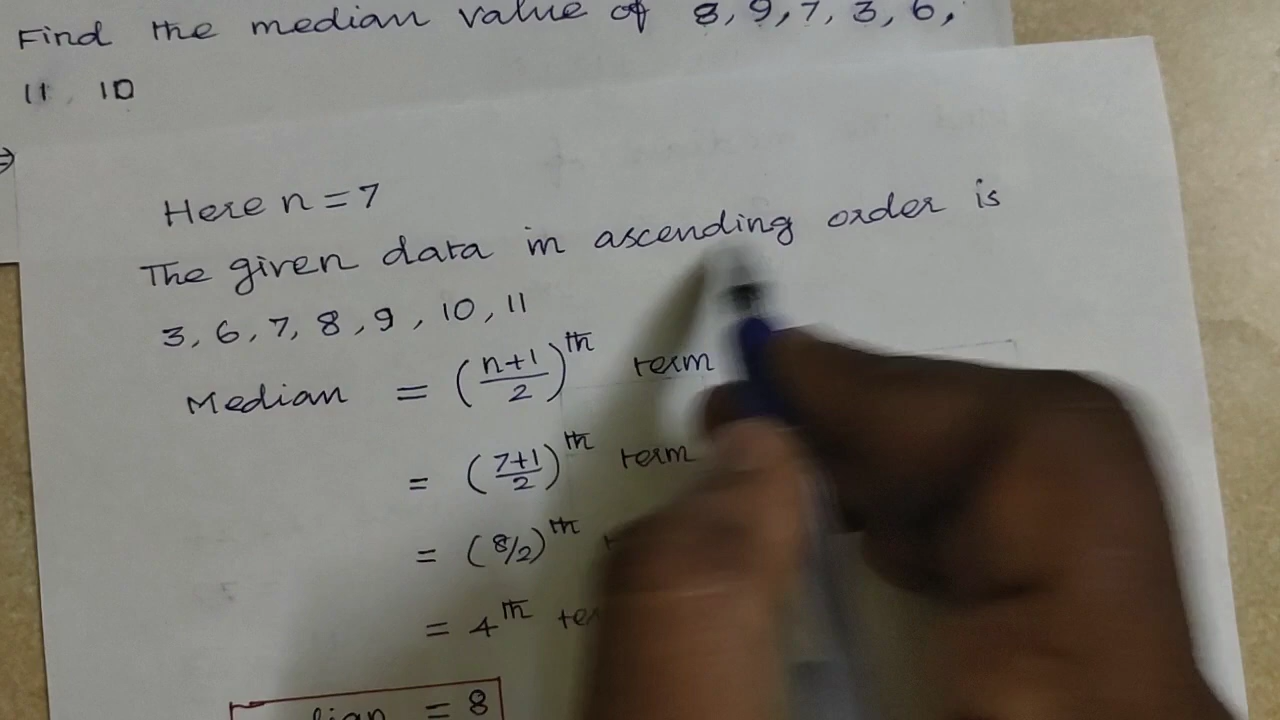 Find the median value of 8, 9, 7, 3, 6,
11, 10
⇒
Here n = 7
The given data in ascending order is
3, 6, 7, 8, 9, 10, 11
Median = (n+1/2)th term
= (7+1/2)th term
= (8/2)th
= 4th
= 8